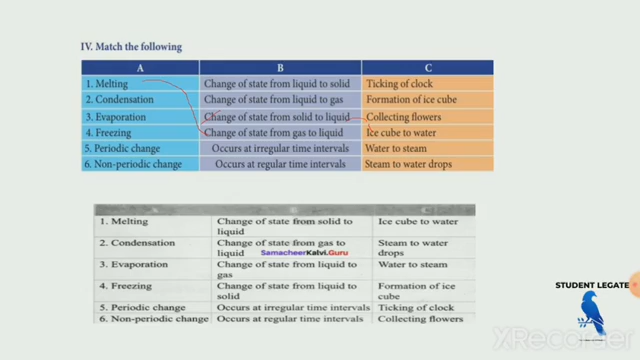 IV. Match the following
A B C
1. Melting Change of state from liquid to solid Ticking of clock
2. Condensation Change of state from liquid to gas Formation of ice cube
3. Evaporation Change of state from solid to liquid Collecting flowers
4. Freezing Change of state from gas to liquid Ice cube to water
5. Periodic change Occurs at irregular time intervals Water to steam
6. Non-periodic change Occurs at regular time intervals Steam to water drops
1. Melting Change of state from solid to Ice cube to water
liquid
2. Condensation Change of state from gas to Steam to water
liquid SamacheerKalvi.Guru drops
3. Evaporation Change of state from liquid to Water to steam
gas
4. Freezing Change of state from liquid to Formation of ice
solid cube
5. Periodic change Occurs at irregular time intervals Ticking of clock
6. Non-periodic change Occurs at regular time intervals Collecting flowers
STUDENT LEGATE
XRecorder